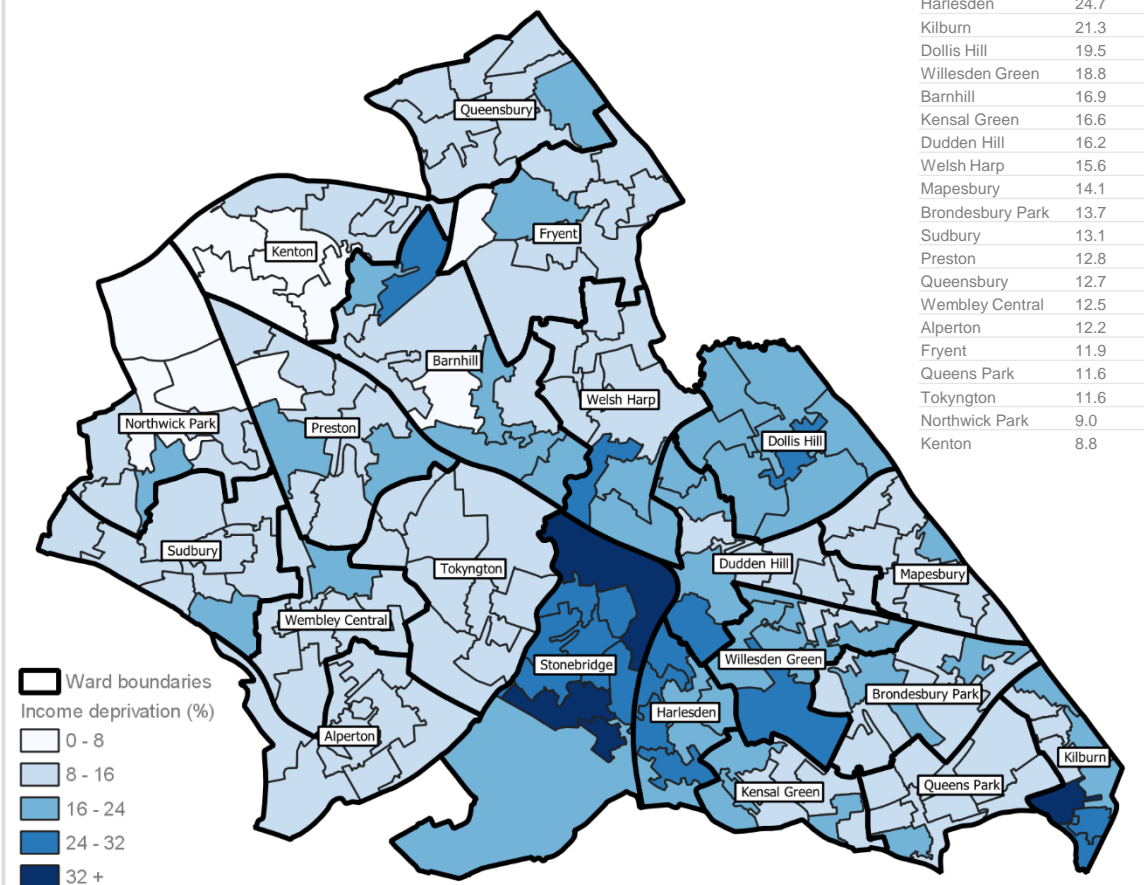 Harlesden 24.7
Kilburn 21.3
Dollis Hill 19.5
Willesden Green 18.8
Barnhill 16.9
Kensal Green 16.6
Dudden Hill 16.2
Welsh Harp 15.6
Mapesbury 14.1
Brondesbury Park 13.7
Sudbury 13.1
Preston 12.8
Queensbury 12.7
Wembley Central 12.5
Alperton 12.2
Fryent 11.9
Queens Park 11.6
Tokyngton 11.6
Northwick Park 9.0
Kenton 8.8
Queensbury
Fryent
Kenton
Barnhill
Welsh Harp
Northwick Park
Preston
Dollis Hill
Sudbury
Tokyngton
Dudden Hill
Mapesbury
Wembley Central
Stonebridge
Willesden Green
Brondesbury Park
Harlesden
Alperton
Kilburn
Kensal Green
Queens Park
Ward boundaries
Income deprivation (%)
0 - 8
8 - 16
16 - 24
24 - 32
32 +